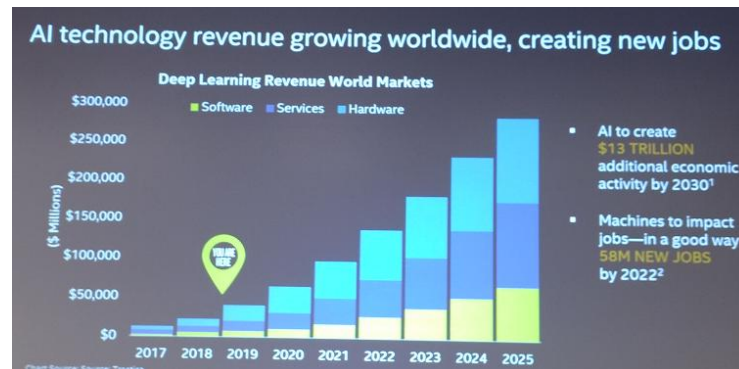 AI technology revenue growing worldwide, creating new jobs
Deep Learning Revenue World Markets
Software Services Hardware
$300,000
$250,000
$200,000
$150,000
$100,000
$50,000
$0
($ Millions)
YOU ARE
HERE
2017 2018 2019 2020 2021 2022 2023 2024 2025
▪ AI to create
$13 TRILLION
additional economic
activity by 2030¹
▪ Machines to impact
jobs—in a good way
58M NEW JOBS
by 2022²